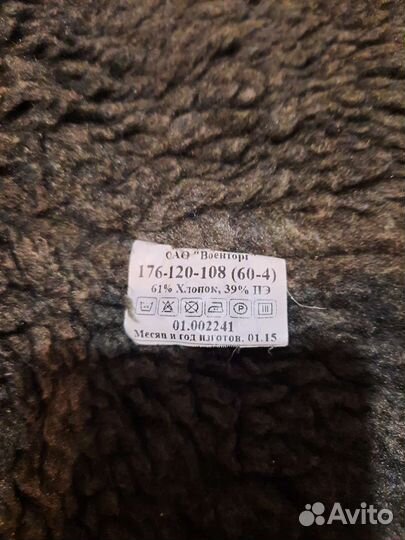 ОАО "Военторг
176-120-108 (60-4)
61% Хлопок, 39% ПЭ
01.002241
Месяц и год изготов. 01.15
Avito